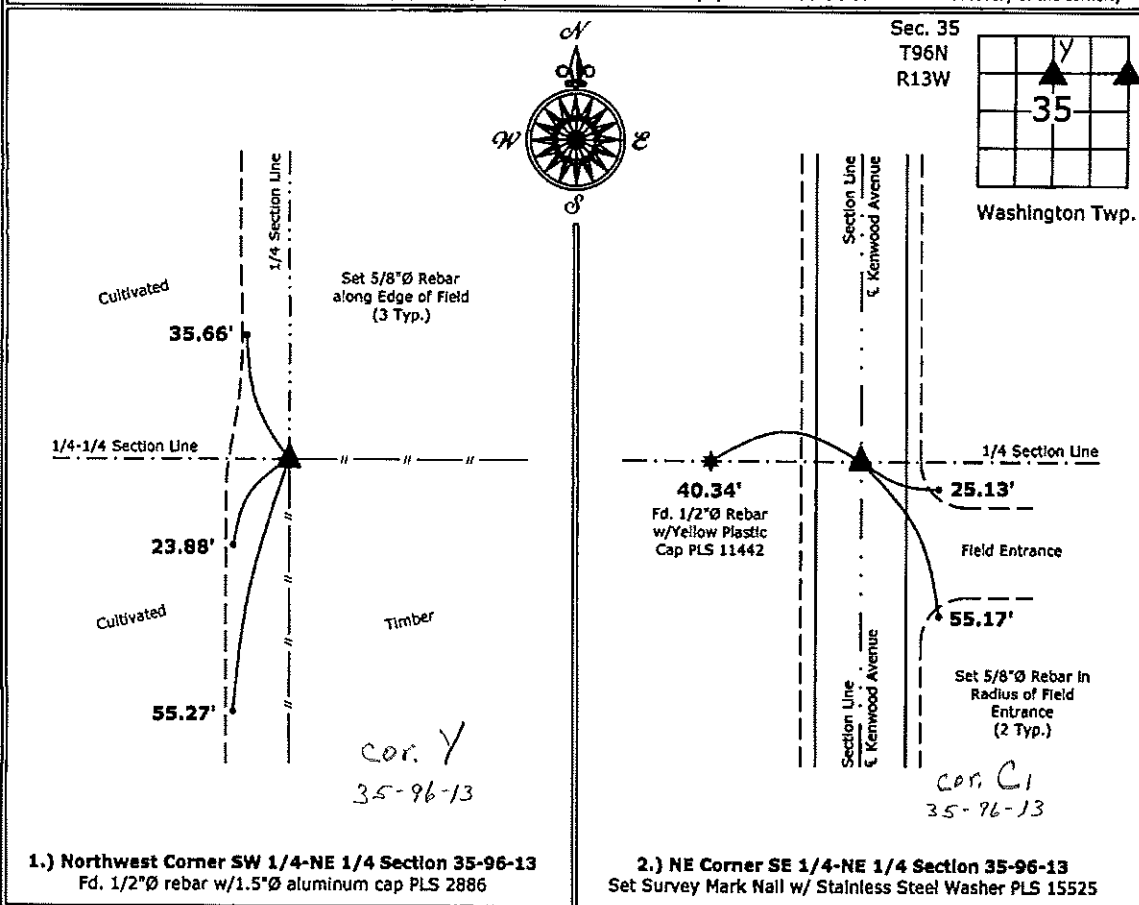 N
W
E
S
Sec. 35
T96N
R13W
Y
35
Washington Twp.
1/4 Section Line
Cultivated
Set 5/8"Ø Rebar
along Edge of Field
(3 Typ.)
35.66'
1/4-1/4 Section Line
23.88'
Cultivated
Timber
55.27'
cor. Y
35-96-13
1.) Northwest Corner SW 1/4-NE 1/4 Section 35-96-13
Fd. 1/2"Ø rebar w/1.5"Ø aluminum cap PLS 2886
Section Line
℄ Kenwood Avenue
1/4 Section Line
40.34'
Fd. 1/2"Ø Rebar
w/Yellow Plastic
Cap PLS 11442
25.13'
Field Entrance
55.17'
Section Line
℄ Kenwood Avenue
Set 5/8"Ø Rebar in
Radius of Field
Entrance
(2 Typ.)
cor. C1
35-96-13
2.) NE Corner SE 1/4-NE 1/4 Section 35-96-13
Set Survey Mark Nail w/ Stainless Steel Washer PLS 15525